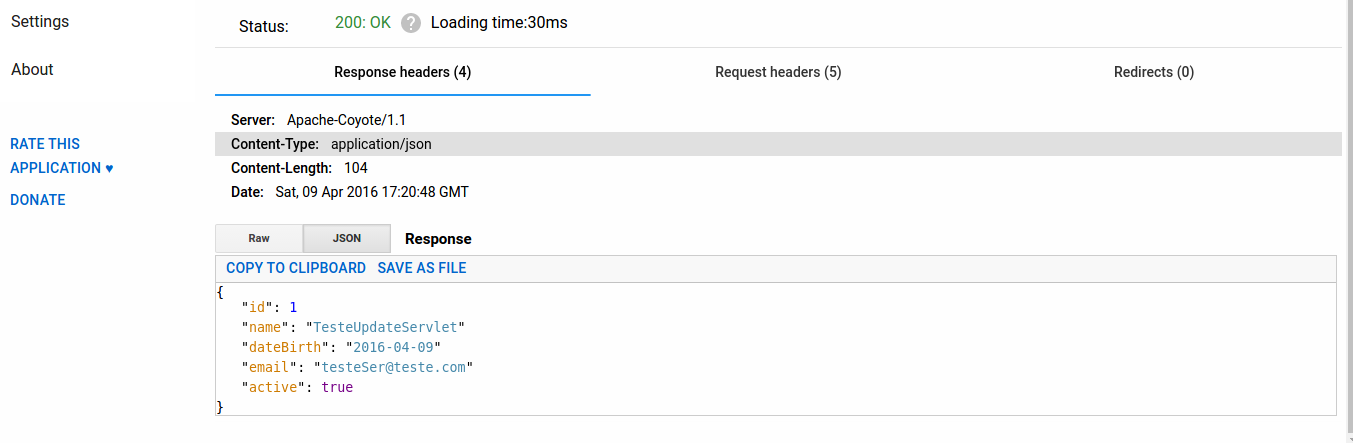 Settings
About
RATE THIS
APPLICATION ♥
DONATE
Status: 200: OK ? Loading time:30ms
Response headers (4) Request headers (5) Redirects (0)
Server: Apache-Coyote/1.1
Content-Type: application/json
Content-Length: 104
Date: Sat, 09 Apr 2016 17:20:48 GMT
Raw JSON Response
COPY TO CLIPBOARD SAVE AS FILE
{
"id": 1
"name": "TesteUpdateServlet"
"dateBirth": "2016-04-09"
"email": "testeSer@teste.com"
"active": true
}